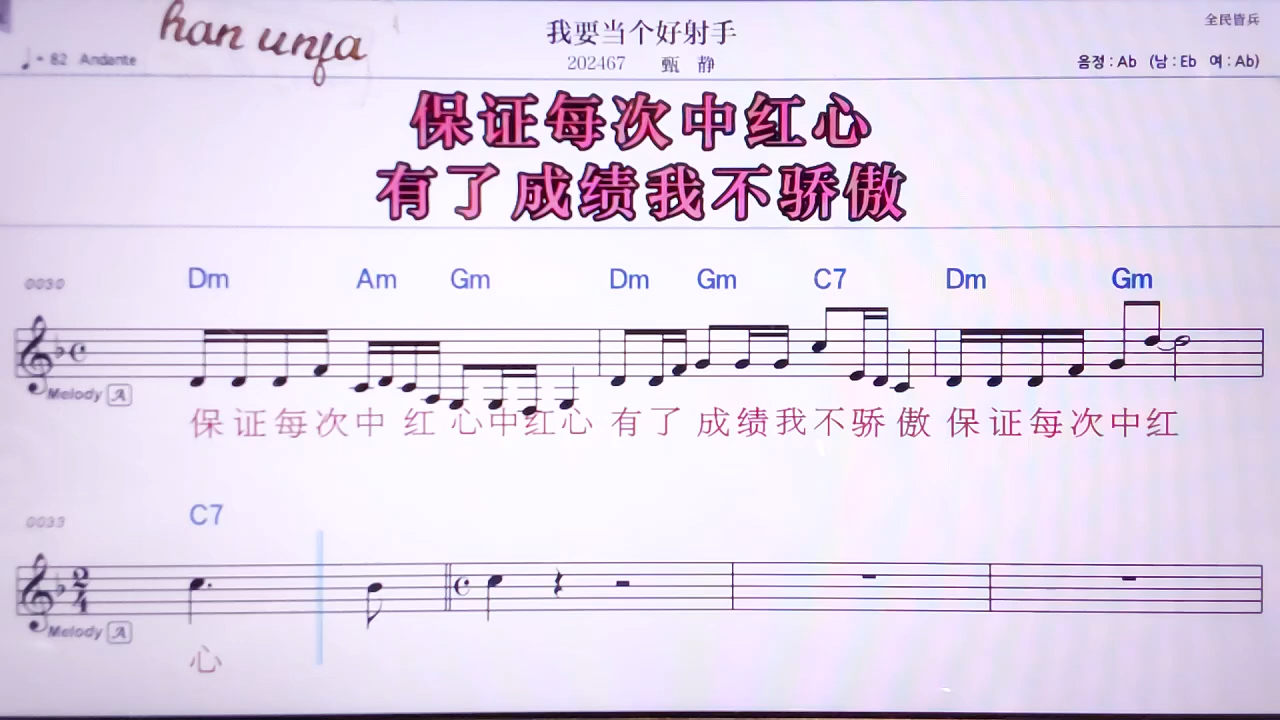 han unja
我要当个好射手
全民皆兵
♩= 82 Andante
202467 甄 静
음정 : Ab (남 : Eb 여 : Ab)
保证每次中红心
有了成绩我不骄傲
0030 Dm Am Gm Dm Gm C7 Dm Gm
Melody A
保证每次中 红 心中红心 有了 成绩我不骄 傲 保证每次中红
0033 C7
2/4
Melody A
心